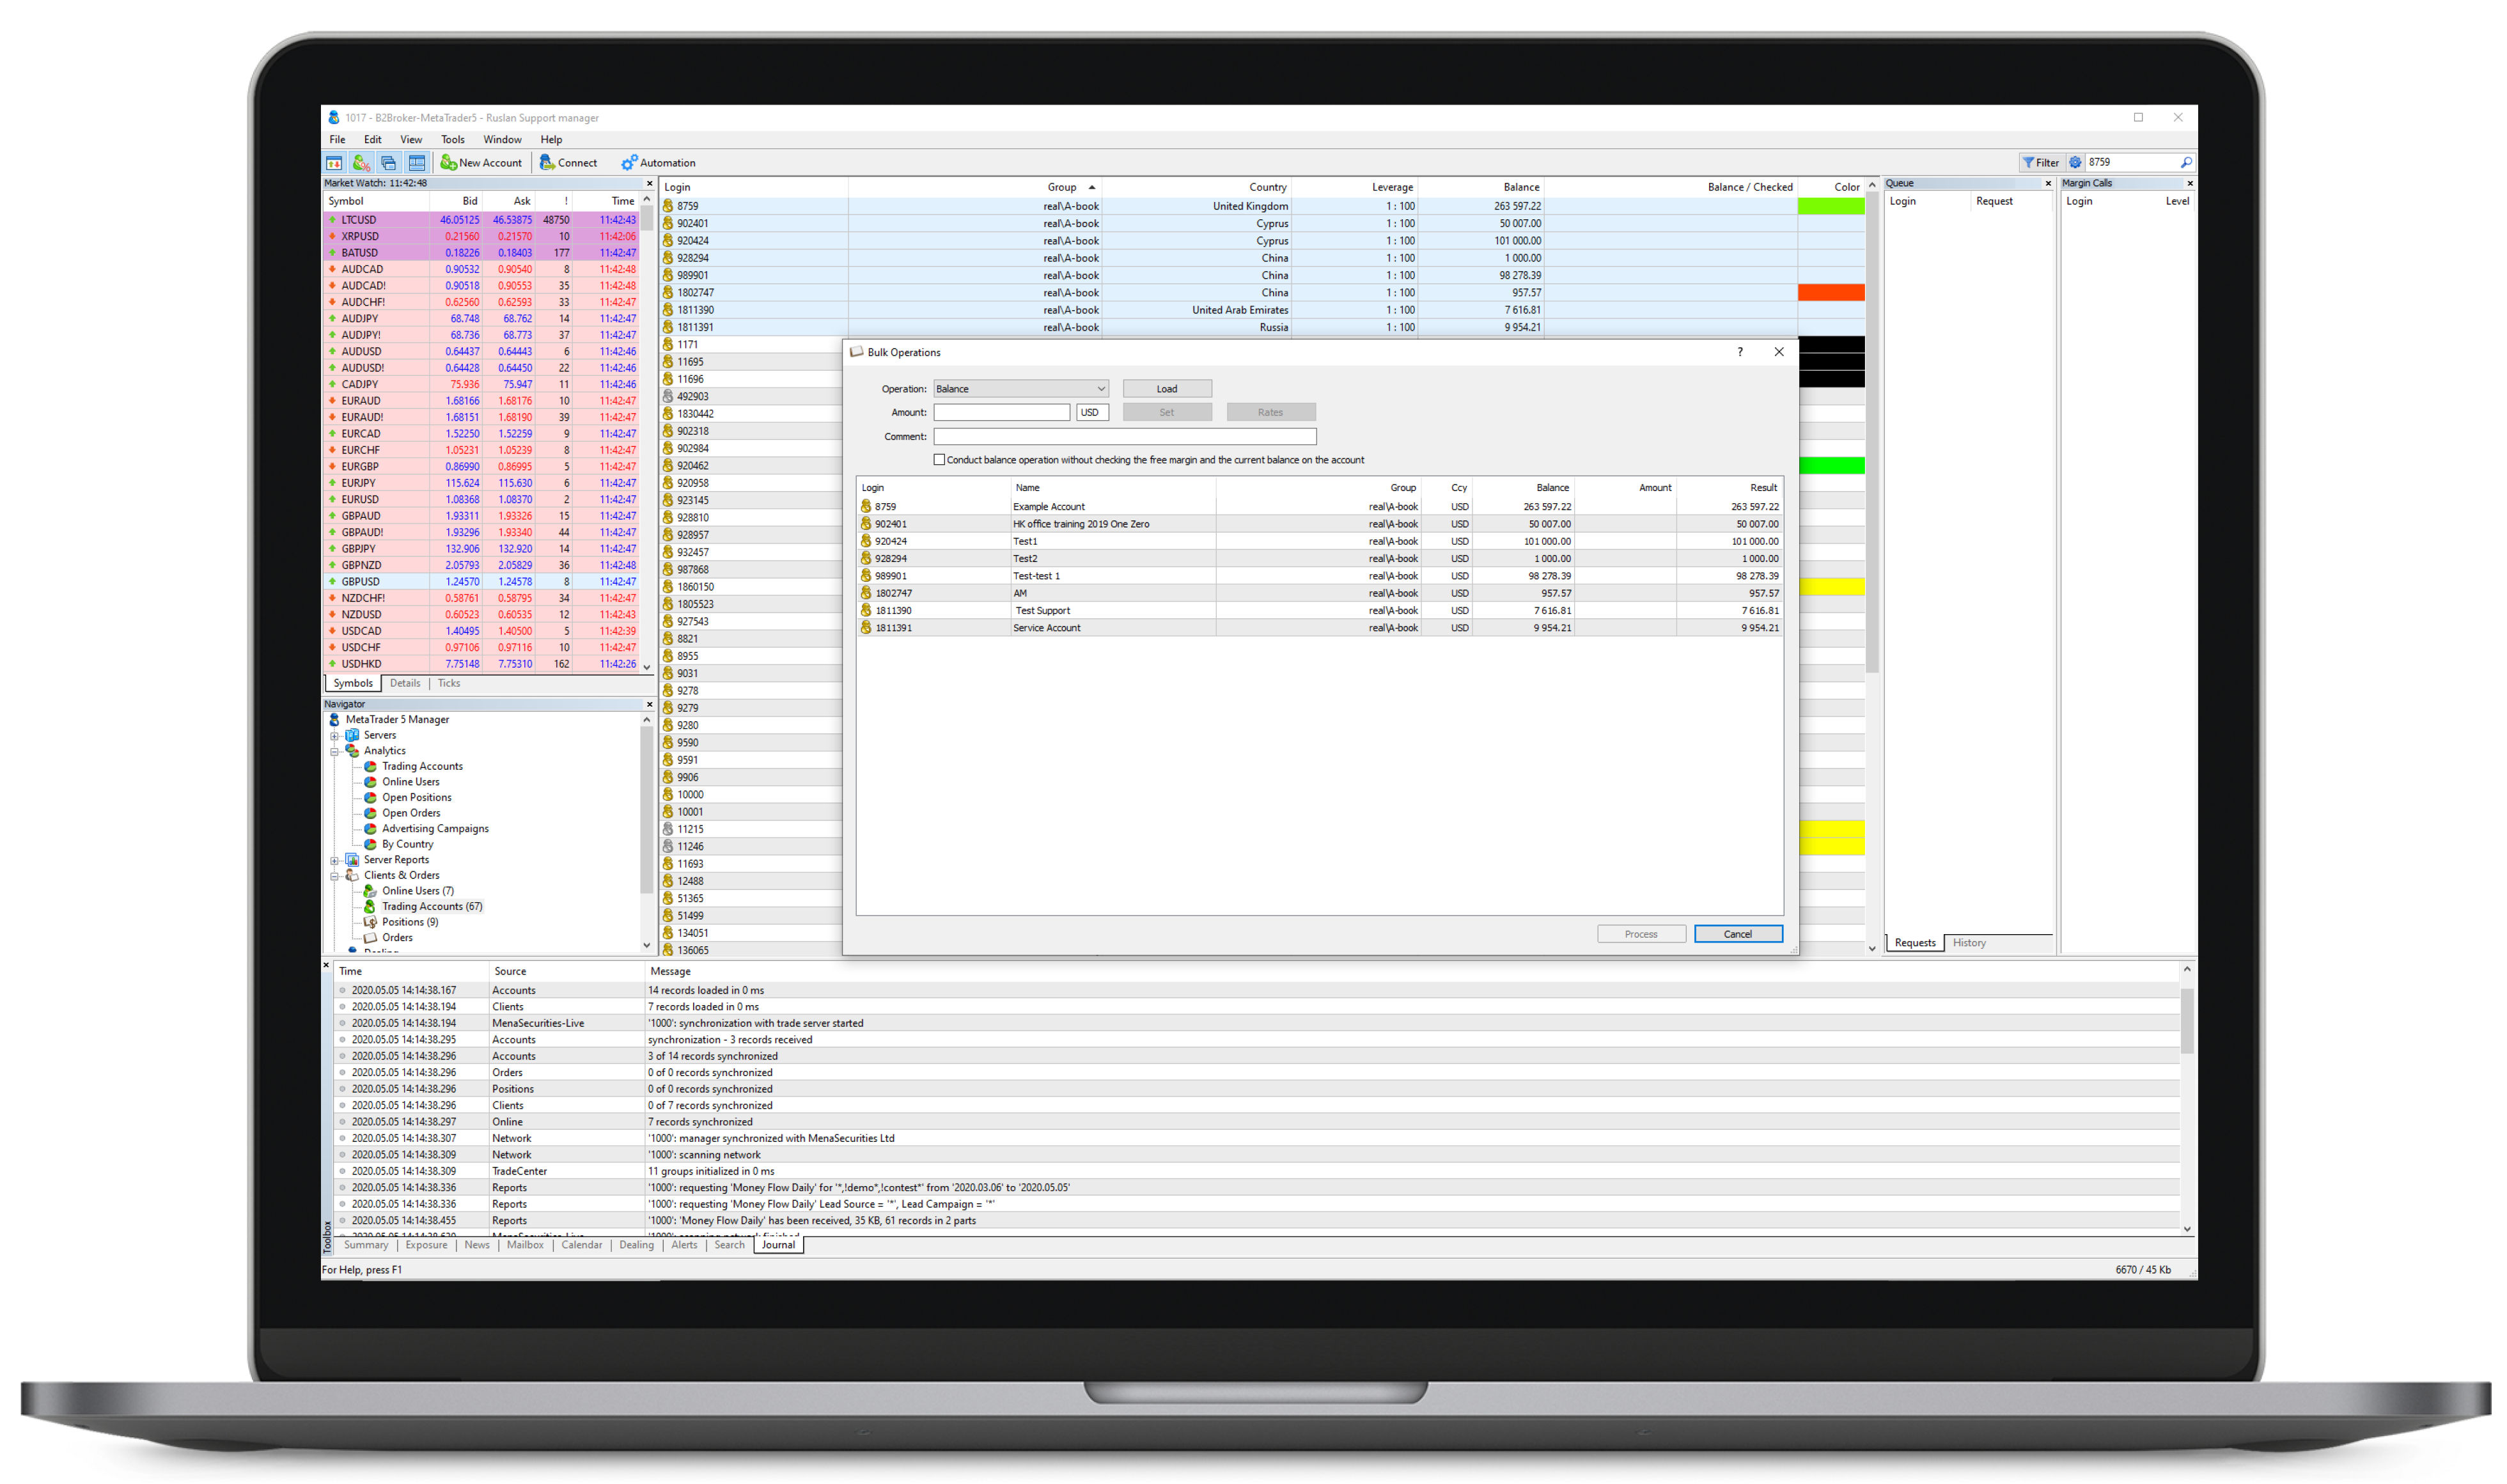 1017 - B2Broker-MetaTrader5 - Ruslan Support manager
File Edit View Tools Window Help
New Account Connect Automation Filter 8759
Market Watch: 11:42:48
Symbol Bid Ask ! Time
LTCUSD 46.05125 46.53875 48750 11:42:43
XRPUSD 0.21560 0.21570 10 11:42:06
BATUSD 0.18226 0.18403 177 11:42:47
AUDCAD 0.90532 0.90540 8 11:42:48
AUDCAD! 0.90518 0.90553 35 11:42:48
AUDCHF! 0.62560 0.62593 33 11:42:47
AUDJPY 68.748 68.762 14 11:42:47
AUDJPY! 68.736 68.773 37 11:42:47
AUDUSD 0.64437 0.64443 6 11:42:46
AUDUSD! 0.64428 0.64450 22 11:42:46
CADJPY 75.936 75.947 11 11:42:46
EURAUD 1.68166 1.68176 10 11:42:47
EURAUD! 1.68151 1.68190 39 11:42:47
EURCAD 1.52250 1.52259 9 11:42:47
EURCHF 1.05231 1.05239 8 11:42:47
EURGBP 0.86990 0.86995 5 11:42:47
EURJPY 115.624 115.630 6 11:42:47
EURUSD 1.08368 1.08370 2 11:42:47
GBPAUD 1.93311 1.93326 15 11:42:47
GBPAUD! 1.93296 1.93340 44 11:42:47
GBPJPY 132.906 132.920 14 11:42:47
GBPNZD 2.05793 2.05829 36 11:42:48
GBPUSD 1.24570 1.24578 8 11:42:47
NZDCHF! 0.58761 0.58795 34 11:42:47
NZDUSD 0.60523 0.60535 12 11:42:43
USDCAD 1.40495 1.40500 5 11:42:39
USDCHF 0.97106 0.97116 10 11:42:47
USDHKD 7.75148 7.75310 162 11:42:26
Symbols Details Ticks
Navigator
MetaTrader 5 Manager
Servers
Analytics
Trading Accounts
Online Users
Open Positions
Open Orders
Advertising Campaigns
By Country
Server Reports
Clients & Orders
Online Users (7)
Trading Accounts (67)
Positions (9)
Orders
Login Group Country Leverage Balance Balance / Checked Color
8759 real\A-book United Kingdom 1 : 100 263 597.22
902401 real\A-book Cyprus 1 : 100 50 007.00
920424 real\A-book Cyprus 1 : 100 101 000.00
928294 real\A-book China 1 : 100 1 000.00
989901 real\A-book China 1 : 100 98 278.39
1802747 real\A-book China 1 : 100 957.57
1811390 real\A-book United Arab Emirates 1 : 100 7 616.81
1811391 real\A-book Russia 1 : 100 9 954.21
1171
11695
11696
492903
1830442
902318
902984
920462
920958
923145
928810
928957
932457
987868
1860150
1805523
927543
8821
8955
9031
9278
9279
9280
9590
9591
9906
10000
10001
11215
11246
11693
12488
51365
51499
134051
136065
Bulk Operations ?
Operation: Balance Load
Amount: USD Set Rates
Comment:
Conduct balance operation without checking the free margin and the current balance on the account
Login Name Group Ccy Balance Amount Result
8759 Example Account real\A-book USD 263 597.22 263 597.22
902401 HK office training 2019 One Zero real\A-book USD 50 007.00 50 007.00
920424 Test1 real\A-book USD 101 000.00 101 000.00
928294 Test2 real\A-book USD 1 000.00 1 000.00
989901 Test-test 1 real\A-book USD 98 278.39 98 278.39
1802747 AM real\A-book USD 957.57 957.57
1811390 Test Support real\A-book USD 7 616.81 7 616.81
1811391 Service Account real\A-book USD 9 954.21 9 954.21
Process Cancel
Queue
Login Request
Requests History
Margin Calls
Login Level
Time Source Message
2020.05.05 14:14:38.167 Accounts 14 records loaded in 0 ms
2020.05.05 14:14:38.194 Clients 7 records loaded in 0 ms
2020.05.05 14:14:38.194 MenaSecurities-Live '1000': synchronization with trade server started
2020.05.05 14:14:38.295 Accounts synchronization - 3 records received
2020.05.05 14:14:38.296 Accounts 3 of 14 records synchronized
2020.05.05 14:14:38.296 Orders 0 of 0 records synchronized
2020.05.05 14:14:38.296 Positions 0 of 0 records synchronized
2020.05.05 14:14:38.296 Clients 0 of 7 records synchronized
2020.05.05 14:14:38.297 Online 7 records synchronized
2020.05.05 14:14:38.307 Network '1000': manager synchronized with MenaSecurities Ltd
2020.05.05 14:14:38.309 Network '1000': scanning network
2020.05.05 14:14:38.309 TradeCenter 11 groups initialized in 0 ms
2020.05.05 14:14:38.336 Reports '1000': requesting 'Money Flow Daily' for '*,!demo*,!contest*' from '2020.03.06' to '2020.05.05'
2020.05.05 14:14:38.336 Reports '1000': requesting 'Money Flow Daily' Lead Source = '*', Lead Campaign = '*'
2020.05.05 14:14:38.455 Reports '1000': 'Money Flow Daily' has been received, 35 KB, 61 records in 2 parts
Toolbox
Summary Exposure News Mailbox Calendar Dealing Alerts Search Journal
For Help, press F1 6670 / 45 Kb